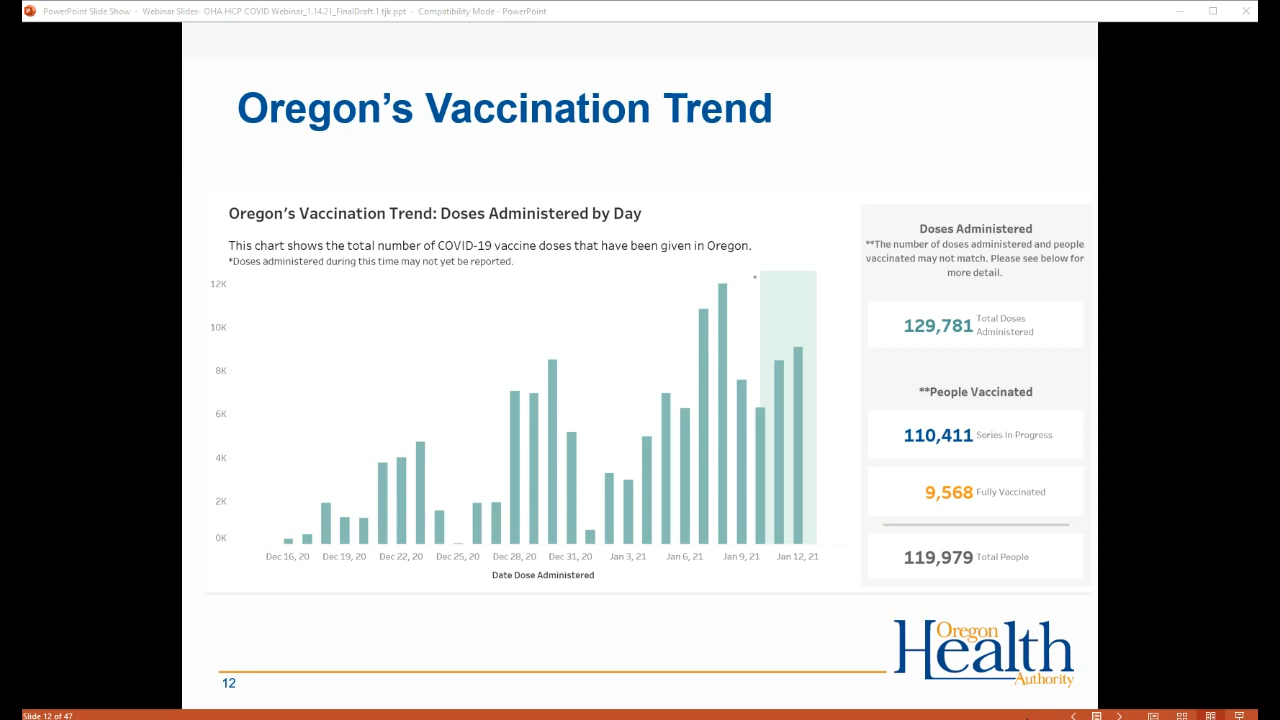 PowerPoint Slide Show - Webinar Slides- OHA HCP COVID Webinar_1.14.21_FinalDraft.1 tjk.ppt - Compatibility Mode - PowerPoint
Oregon's Vaccination Trend
Oregon's Vaccination Trend: Doses Administered by Day
This chart shows the total number of COVID-19 vaccine doses that have been given in Oregon.
*Doses administered during this time may not yet be reported.
*
12K
10K
8K
6K
4K
2K
0K
Dec 16, 20 Dec 19, 20 Dec 22, 20 Dec 25, 20 Dec 28, 20 Dec 31, 20 Jan 3, 21 Jan 6, 21 Jan 9, 21 Jan 12, 21
Date Dose Administered
Doses Administered
**The number of doses administered and people
vaccinated may not match. Please see below for
more detail.
129,781 Total Doses
Administered
**People Vaccinated
110,411 Series In Progress
9,568 Fully Vaccinated
119,979 Total People
Oregon
Health
Authority
12
Slide 12 of 47